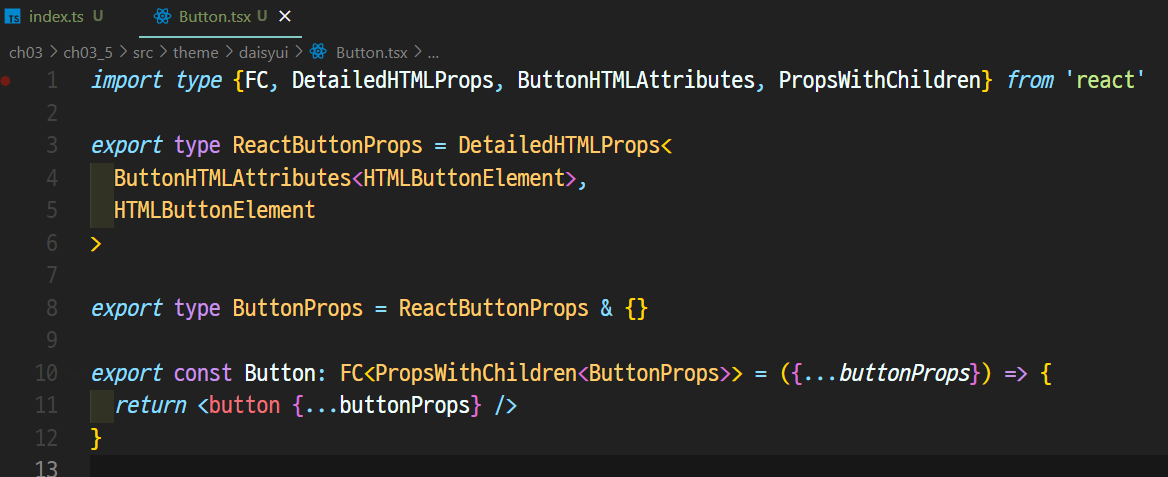 TS index.ts U Button.tsx U ×
ch03 > ch03_5 > src > theme > daisyui > Button.tsx > ...
1 import type {FC, DetailedHTMLProps, ButtonHTMLAttributes, PropsWithChildren} from 'react'
2
3 export type ReactButtonProps = DetailedHTMLProps<
4 ButtonHTMLAttributes<HTMLButtonElement>,
5 HTMLButtonElement
6 >
7
8 export type ButtonProps = ReactButtonProps & {}
9
10 export const Button: FC<PropsWithChildren<ButtonProps>> = ({...buttonProps}) => {
11 return <button {...buttonProps} />
12 }
13